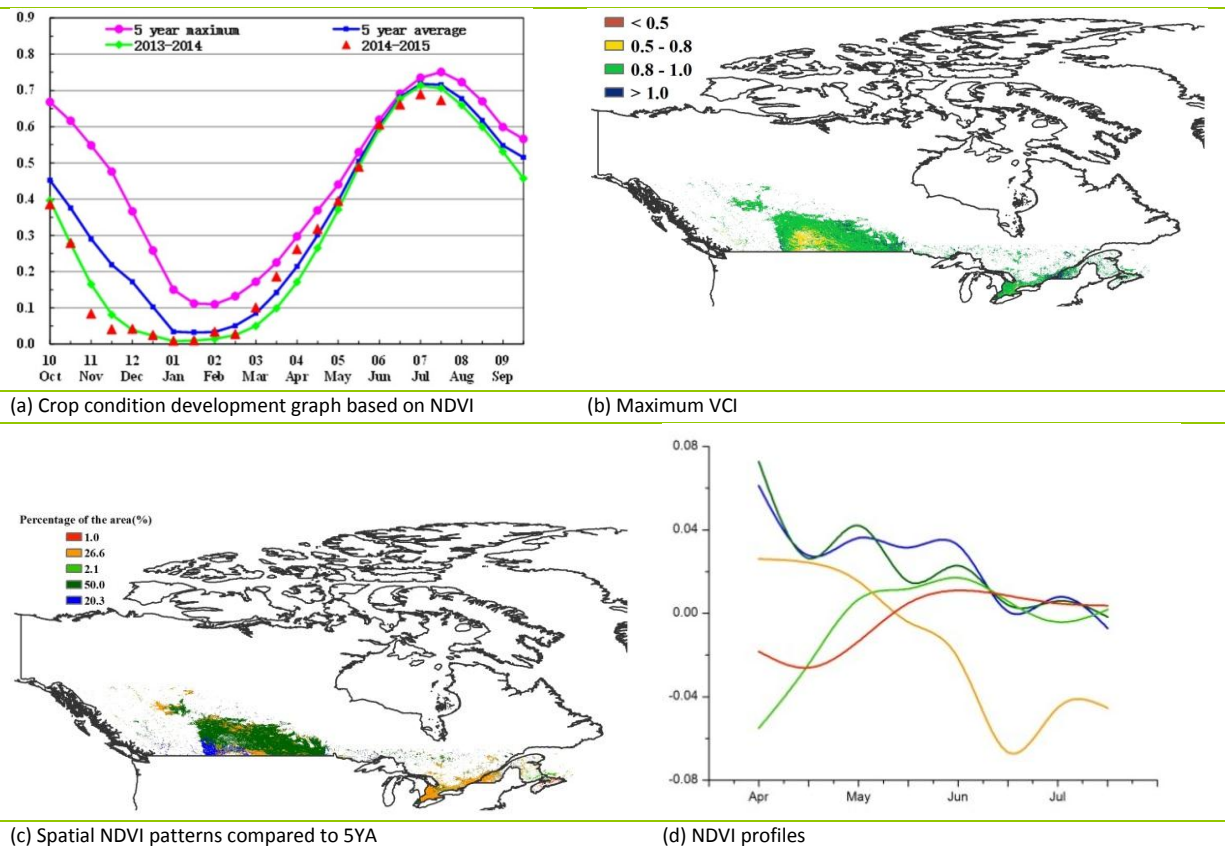 0.9
0.8
0.7
0.6
0.5
0.4
0.3
0.2
0.1
0.0
5 year maximum
5 year average
2013-2014
2014-2015
10 11 12 01 02 03 04 05 06 07 08 09
Oct Nov Dec Jan Feb Mar Apr May Jun Jul Aug Sep
< 0.5
0.5 - 0.8
0.8 - 1.0
> 1.0
(a) Crop condition development graph based on NDVI
(b) Maximum VCI
Percentage of the area(%)
1.0
26.6
2.1
50.0
20.3
0.08
0.04
0.00
-0.04
-0.08
Apr May Jun Jul
(c) Spatial NDVI patterns compared to 5YA
(d) NDVI profiles